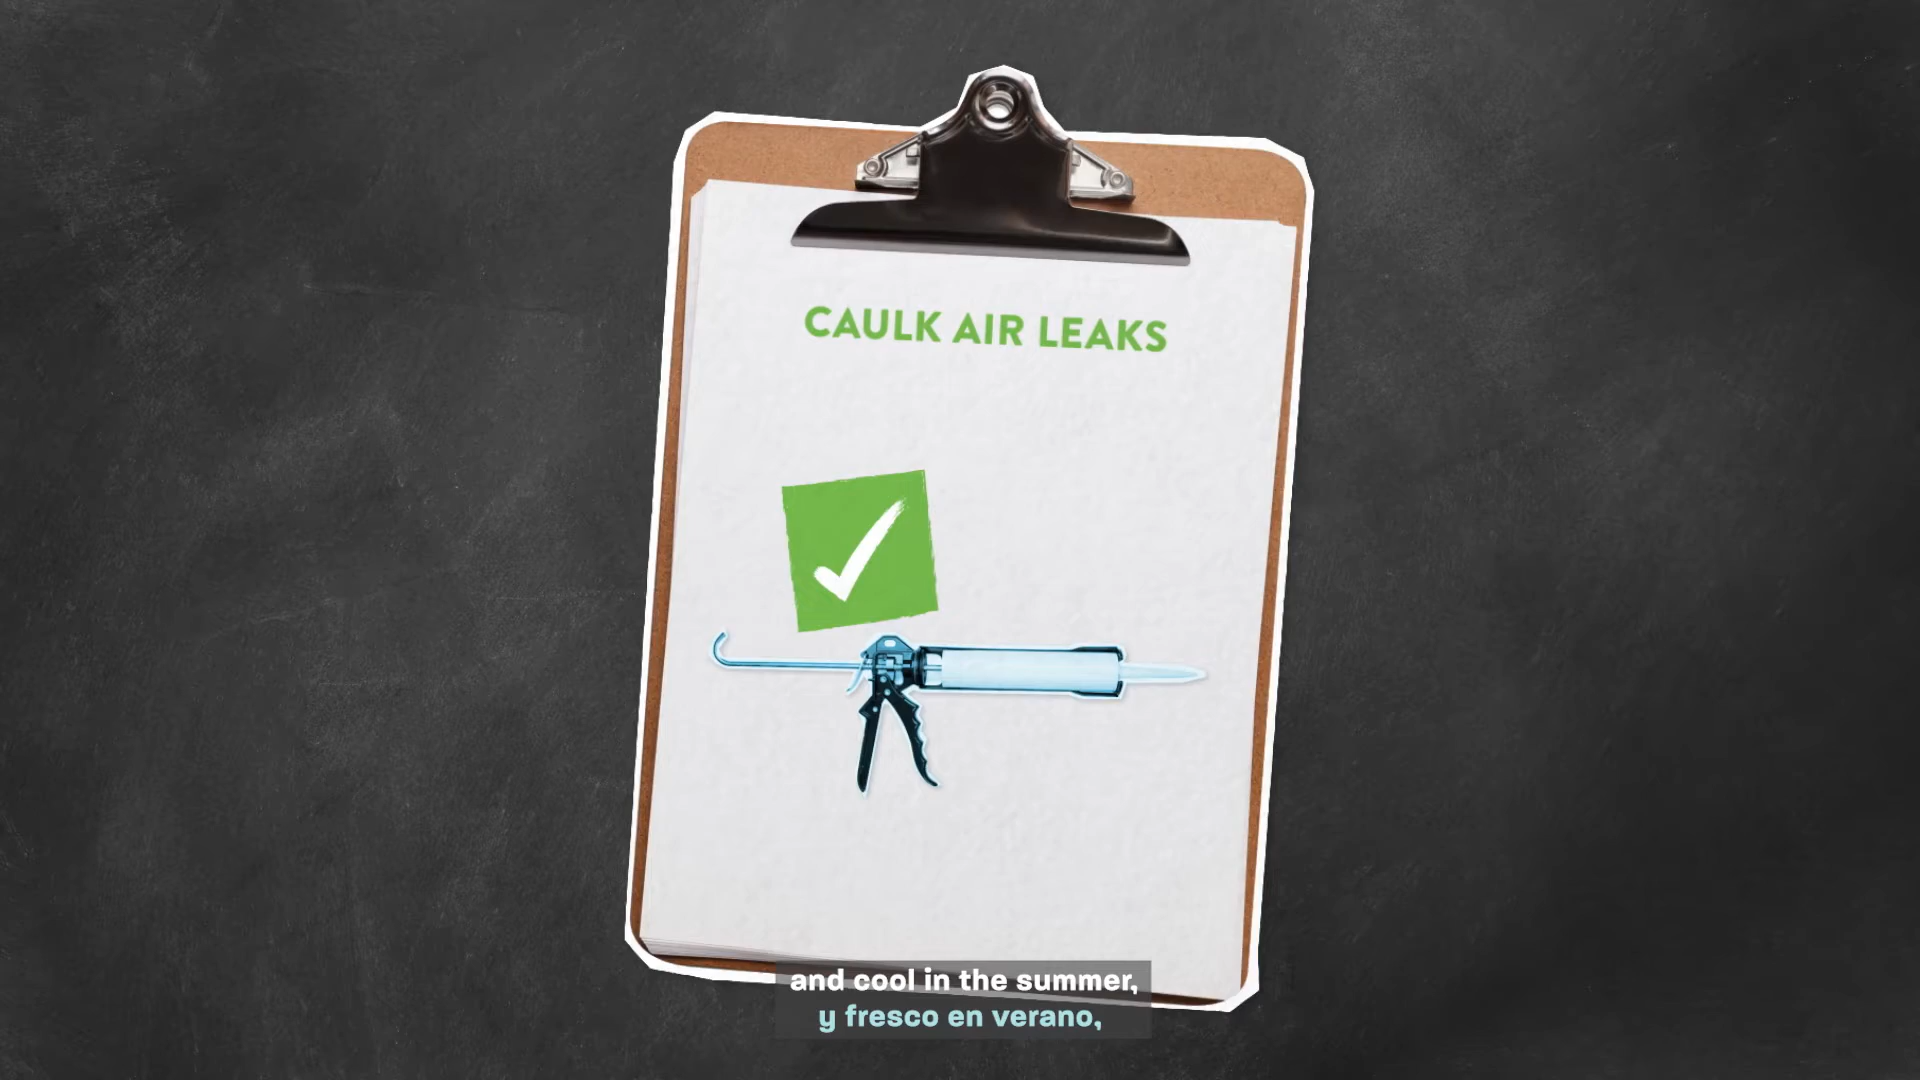 CAULK AIR LEAKS
and cool in the summer,
y fresco en verano,